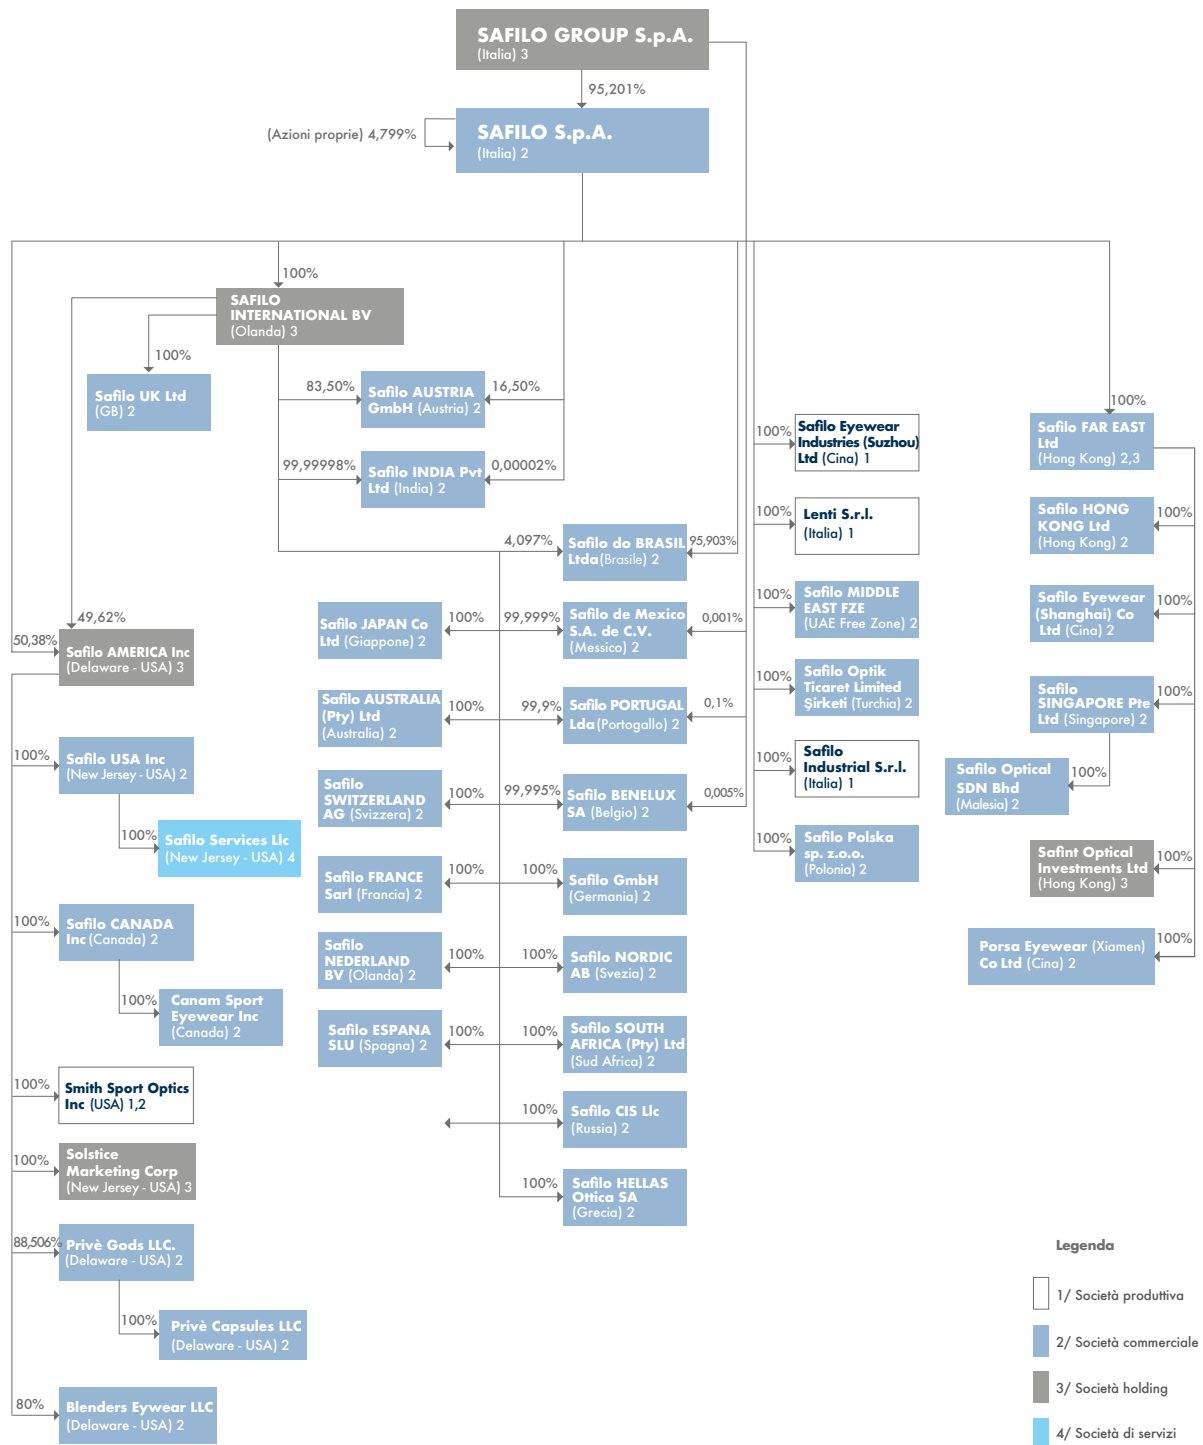 SAFILO GROUP S.p.A.
(Italia) 3
95,201%
(Azioni proprie) 4,799%
SAFILO S.p.A.
(Italia) 2
100%
SAFILO
INTERNATIONAL BV
(Olanda) 3
100%
Safilo UK Ltd
(GB) 2
83,50%
Safilo AUSTRIA
GmbH (Austria) 2
16,50%
99,99998%
Safilo INDIA Pvt
Ltd (India) 2
0,00002%
4,097%
Safilo do BRASIL
Ltda(Brasile) 2
95,903%
49,62%
50,38%
Safilo AMERICA Inc
(Delaware - USA) 3
100%
Safilo USA Inc
(New Jersey - USA) 2
100%
Safilo Services Llc
(New Jersey - USA) 4
100%
Safilo CANADA
Inc (Canada) 2
100%
Canam Sport
Eyewear Inc
(Canada) 2
100%
Smith Sport Optics
Inc (USA) 1,2
100%
Solstice
Marketing Corp
(New Jersey - USA) 3
88,506%
Privè Gods LLC.
(Delaware - USA) 2
100%
Privè Capsules LLC
(Delaware - USA) 2
80%
Blenders Eywear LLC
(Delaware - USA) 2
Safilo JAPAN Co
Ltd (Giappone) 2
100%
99,999%
Safilo de Mexico
S.A. de C.V.
(Messico) 2
0,001%
Safilo AUSTRALIA
(Pty) Ltd
(Australia) 2
100%
99,9%
Safilo PORTUGAL
Lda(Portogallo) 2
0,1%
Safilo
SWITZERLAND
AG (Svizzera) 2
100%
99,995%
Safilo BENELUX
SA (Belgio) 2
0,005%
Safilo FRANCE
Sarl (Francia) 2
100%
100%
Safilo GmbH
(Germania) 2
Safilo
NEDERLAND
BV (Olanda) 2
100%
100%
Safilo NORDIC
AB (Svezia) 2
Safilo ESPANA
SLU (Spagna) 2
100%
100%
Safilo SOUTH
AFRICA (Pty) Ltd
(Sud Africa) 2
100%
Safilo CIS Llc
(Russia) 2
100%
Safilo HELLAS
Ottica SA
(Grecia) 2
100%
Safilo Eyewear
Industries (Suzhou)
Ltd (Cina) 1
100%
Lenti S.r.l.
(Italia) 1
100%
Safilo MIDDLE
EAST FZE
(UAE Free Zone) 2
100%
Safilo Optik
Ticaret Limited
Şirketi (Turchia) 2
100%
Safilo
Industrial S.r.l.
(Italia) 1
100%
Safilo Polska
sp. z.o.o.
(Polonia) 2
100%
Safilo FAR EAST
Ltd
(Hong Kong) 2,3
Safilo HONG
KONG Ltd
(Hong Kong) 2
100%
Safilo Eyewear
(Shanghai) Co
Ltd (Cina) 2
100%
Safilo
SINGAPORE Pte
Ltd (Singapore) 2
100%
Safilo Optical
SDN Bhd
(Malesia) 2
100%
Safint Optical
Investments Ltd
(Hong Kong) 3
100%
Porsa Eyewear (Xiamen)
Co Ltd (Cina) 2
100%
Legenda
1/ Società produttiva
2/ Società commerciale
3/ Società holding
4/ Società di servizi